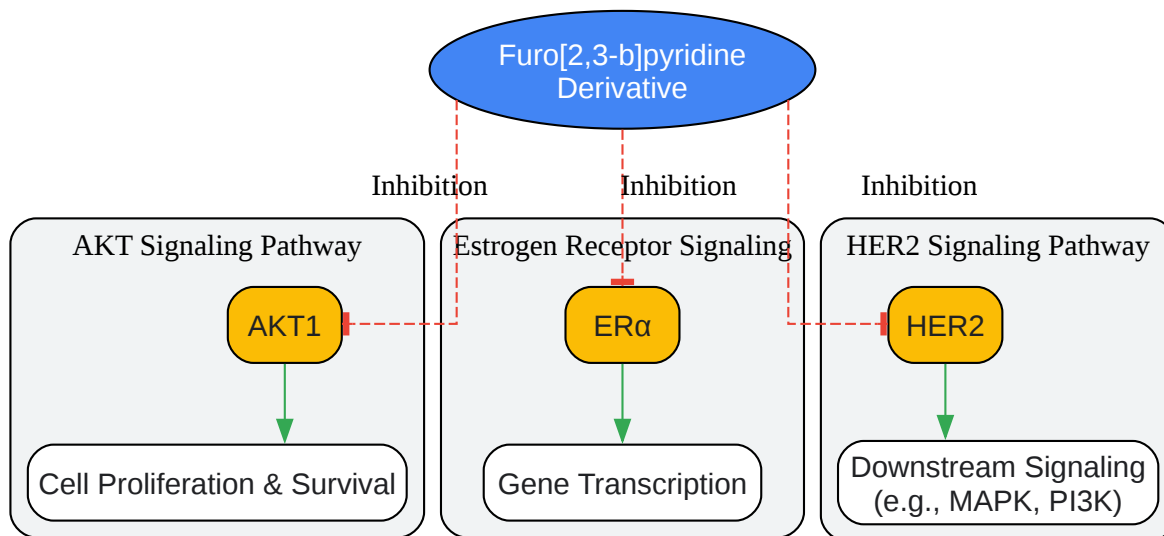 Furo[2,3-b]pyridine
Derivative
Inhibition
Inhibition
Inhibition
AKT Signaling Pathway
Estrogen Receptor Signaling
HER2 Signaling Pathway
AKT1
ERα
HER2
Cell Proliferation & Survival
Gene Transcription
Downstream Signaling
(e.g., MAPK, PI3K)